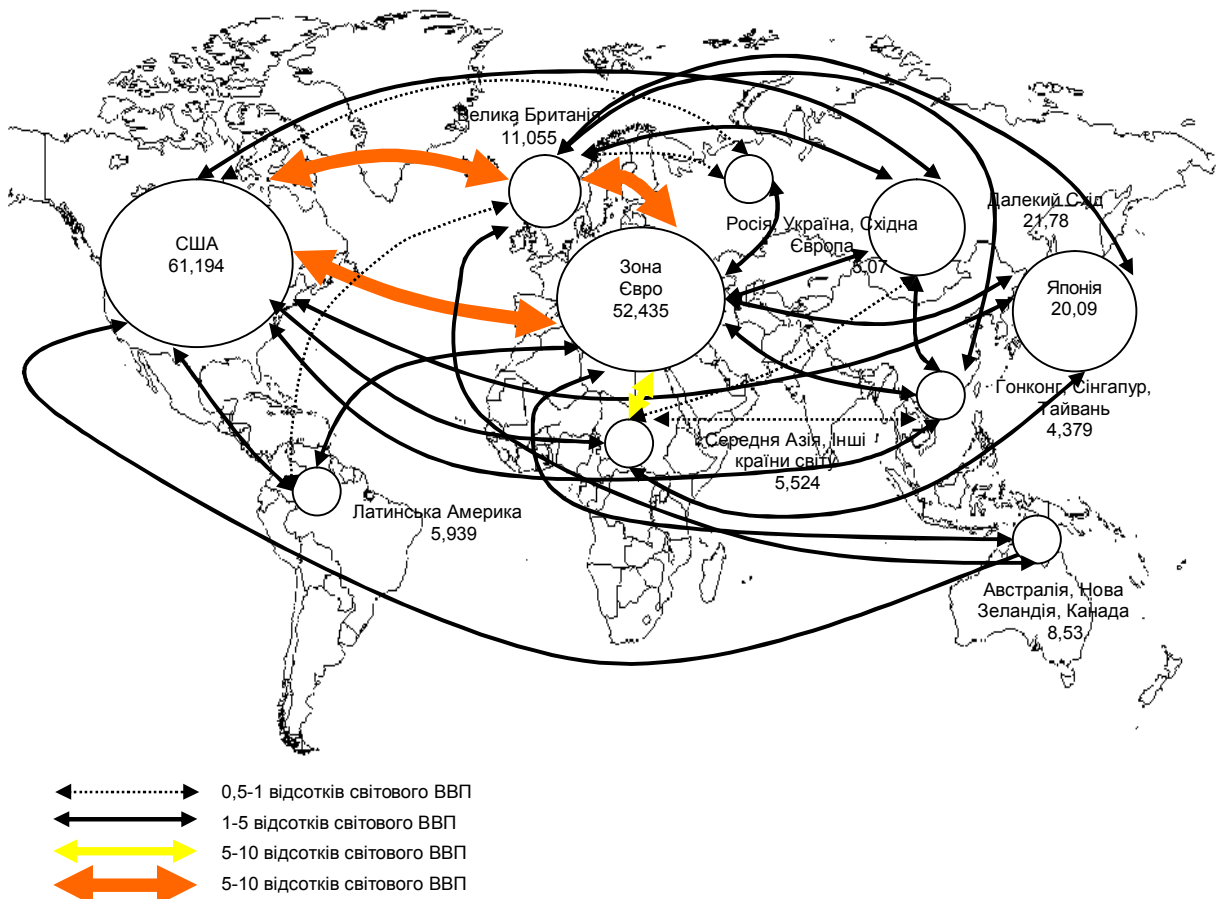 Велика Британія
11,055
США
61,194
Зона
Євро
52,435
Росія, Україна, Східна
Європа
5,07
Далекий Схід
21,78
Японія
20,09
Гонконг, Сінгапур,
Тайвань
4,379
Середня Азія, Інші
країни світу
5,524
Латинська Америка
5,939
Австралія, Нова
Зеландія, Канада
8,53
0,5-1 відсотків світового ВВП
1-5 відсотків світового ВВП
5-10 відсотків світового ВВП
5-10 відсотків світового ВВП